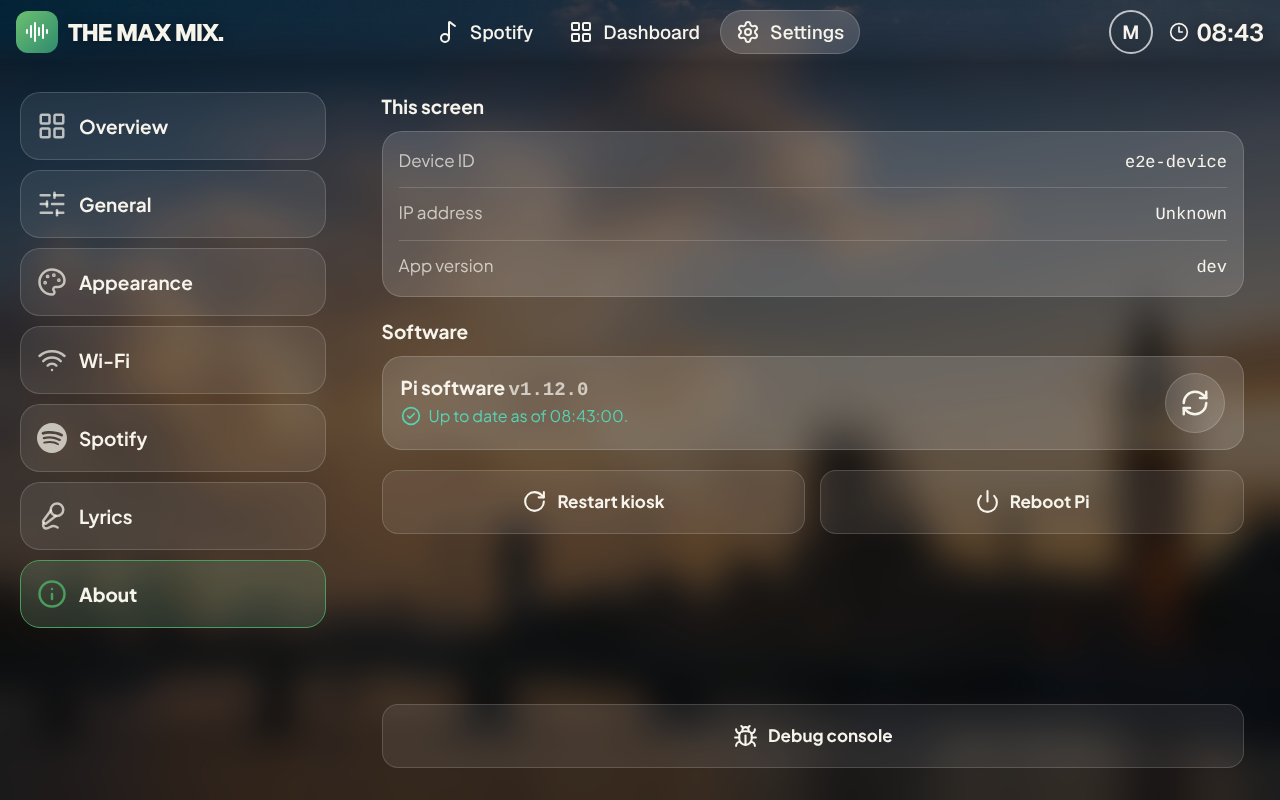 THE MAX MIX.
Spotify
Dashboard
Settings
M
08:43
Overview
General
Appearance
Wi-Fi
Spotify
Lyrics
About
This screen
Device ID e2e-device
IP address Unknown
App version dev
Software
Pi software v1.12.0
Up to date as of 08:43:00.
Restart kiosk
Reboot Pi
Debug console